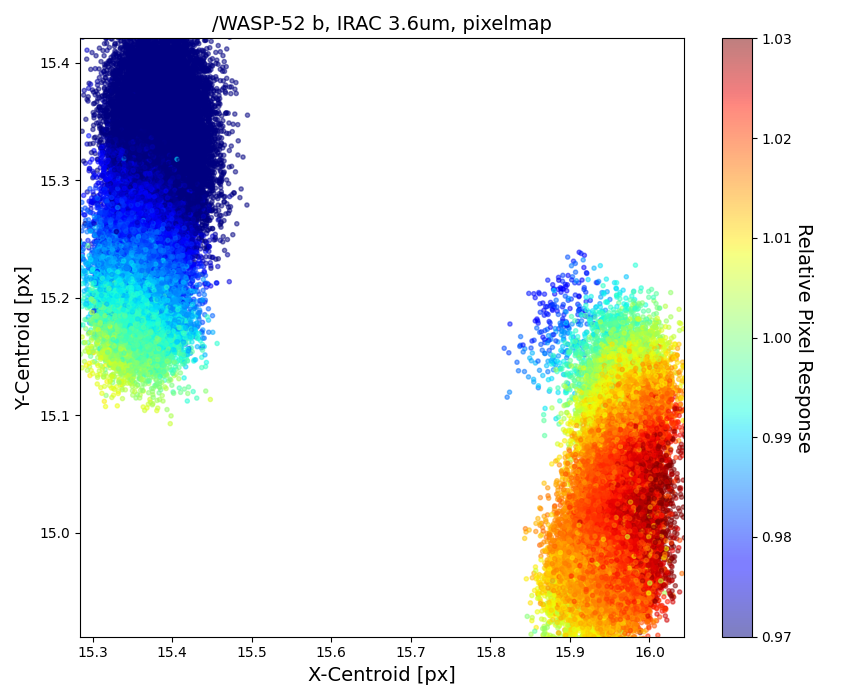 /WASP-52 b, IRAC 3.6um, pixelmap
15.4
15.3
15.2
15.1
15.0
Y-Centroid [px]
15.3 15.4 15.5 15.6 15.7 15.8 15.9 16.0
X-Centroid [px]
1.03
1.02
1.01
1.00
0.99
0.98
0.97
Relative Pixel Response